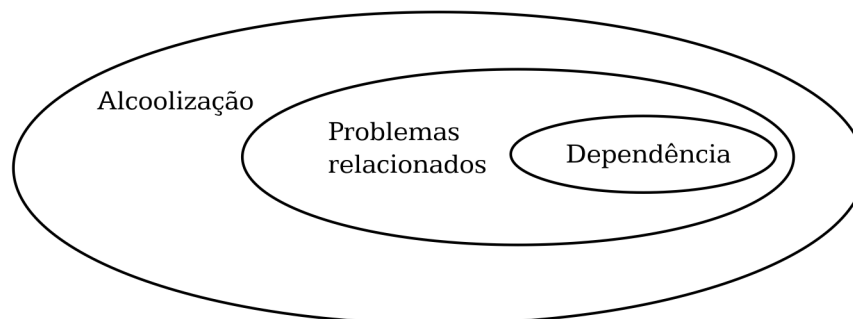 Alcoolização
Problemas
relacionados
Dependência